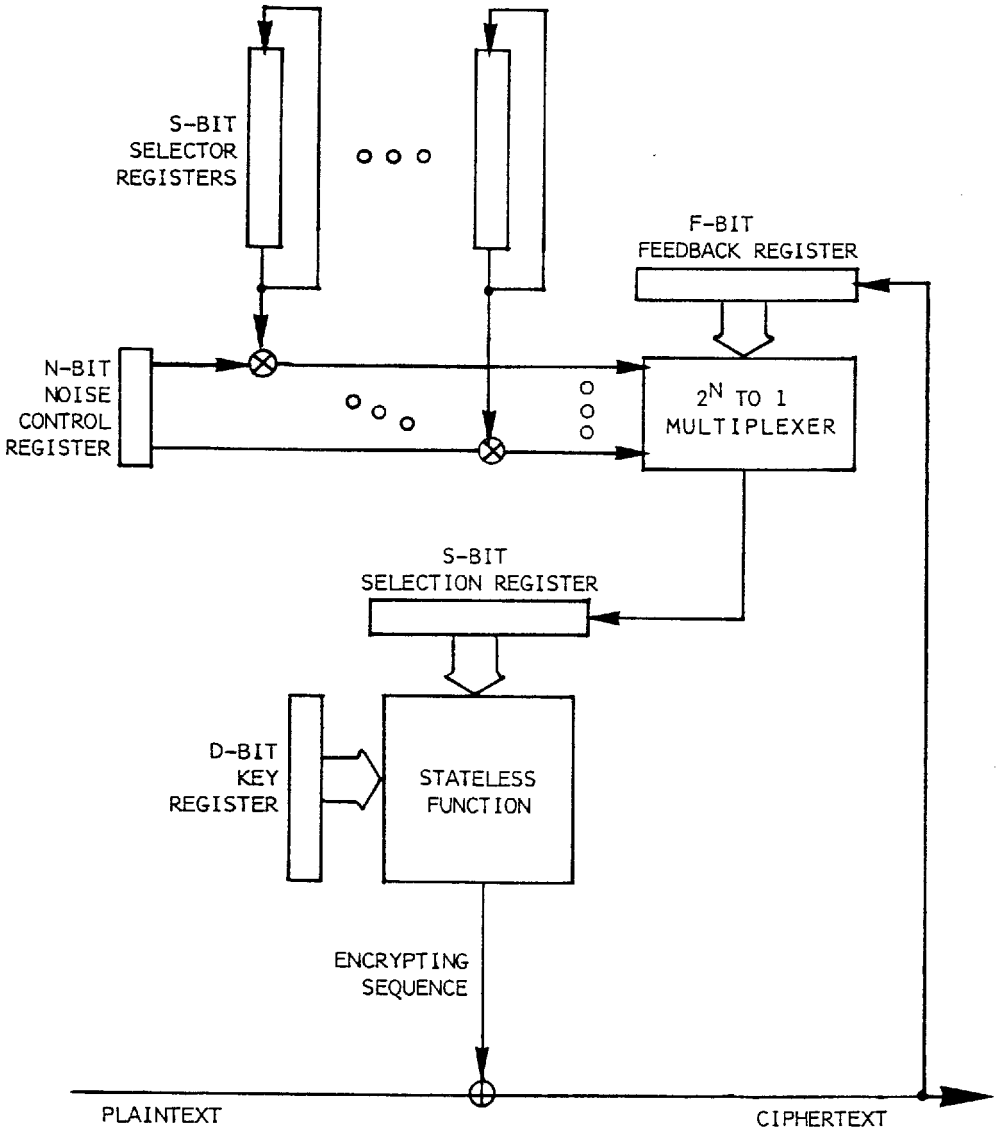 S-BIT
SELECTOR
REGISTERS
F-BIT
FEEDBACK REGISTER
N-BIT
NOISE
CONTROL
REGISTER
2^N TO 1
MULTIPLEXER
S-BIT
SELECTION REGISTER
D-BIT
KEY
REGISTER
STATELESS
FUNCTION
ENCRYPTING
SEQUENCE
PLAINTEXT
CIPHERTEXT